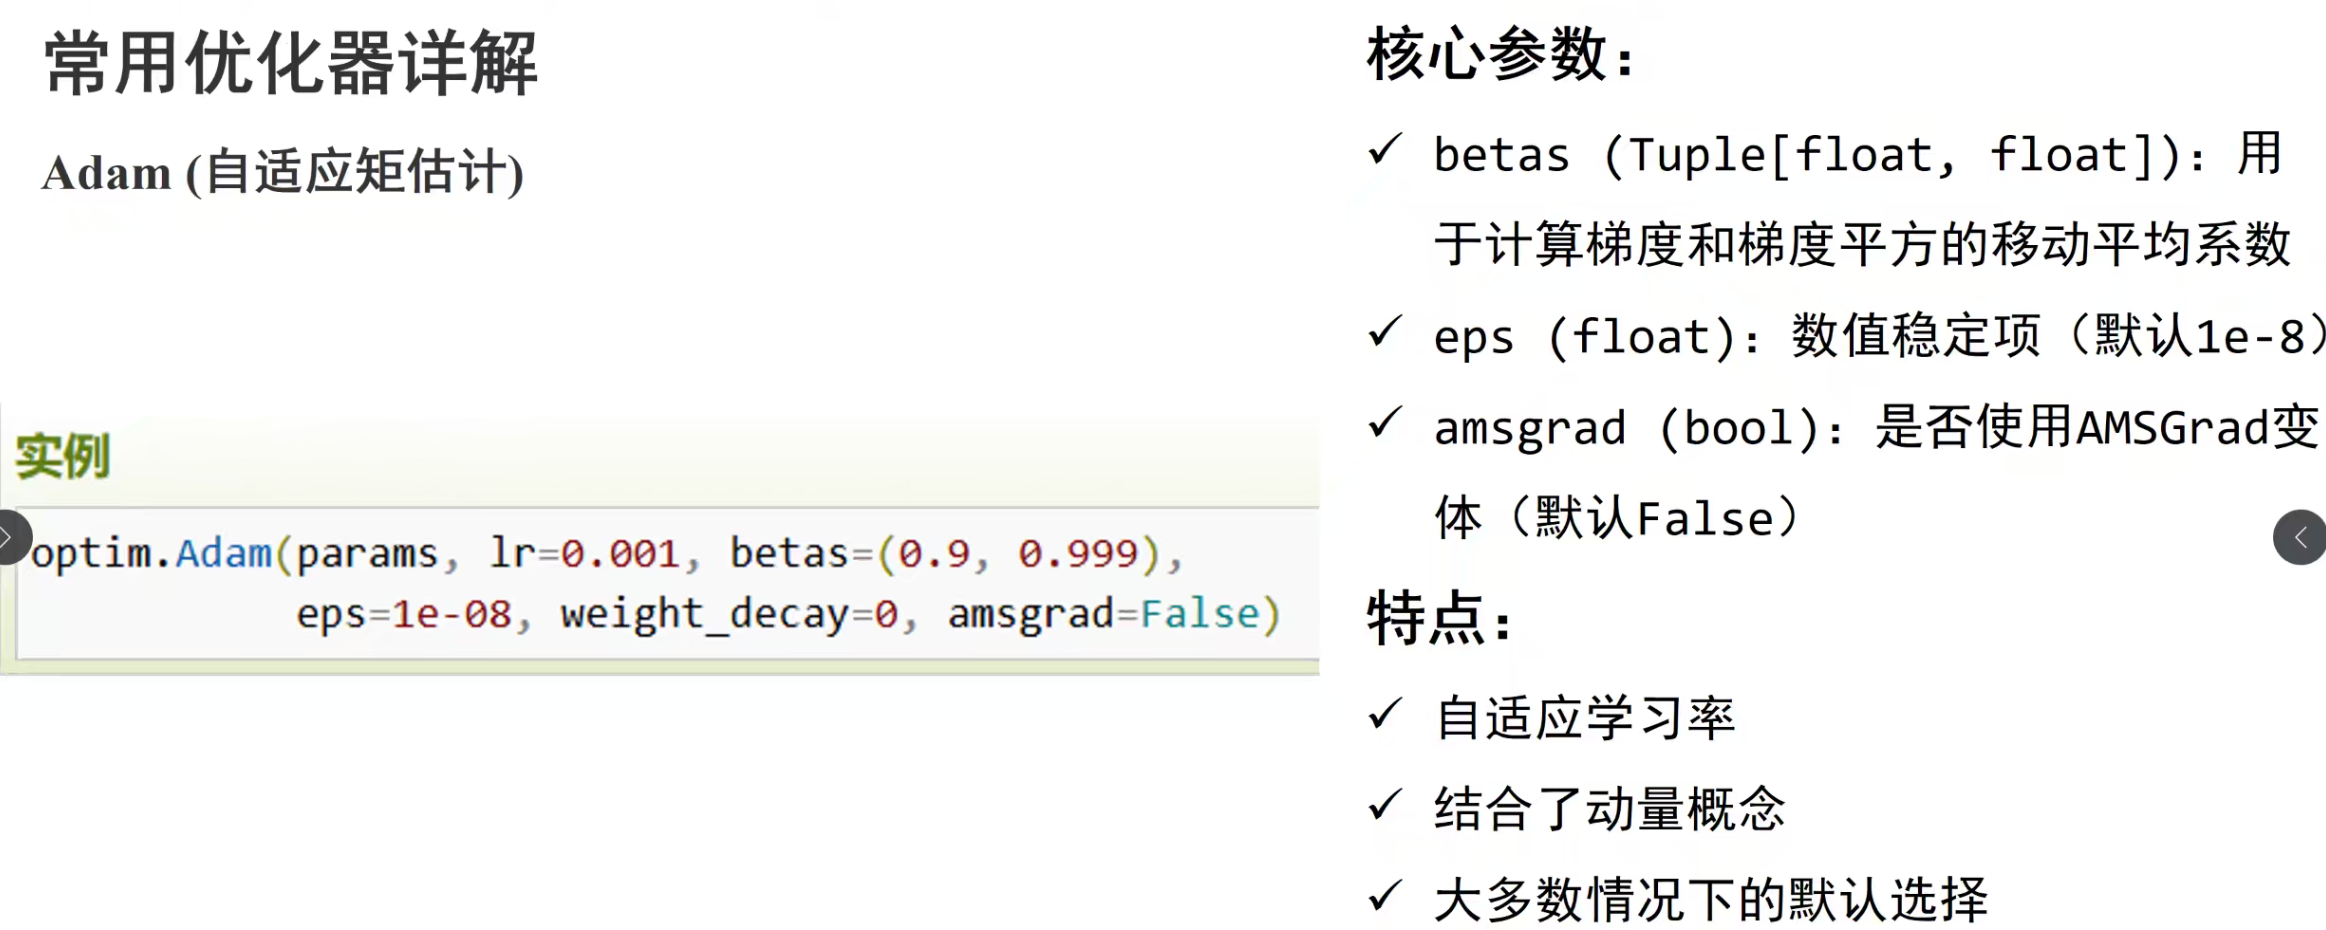 常用优化器详解
Adam (自适应矩估计)
实例
optim.Adam(params, lr=0.001, betas=(0.9, 0.999),
eps=1e-08, weight_decay=0, amsgrad=False)
核心参数：
✓ betas (Tuple[float, float])：用
于计算梯度和梯度平方的移动平均系数
✓ eps (float)：数值稳定项（默认1e-8）
✓ amsgrad (bool)：是否使用AMSGrad变
体（默认False）
特点：
✓ 自适应学习率
✓ 结合了动量概念
✓ 大多数情况下的默认选择